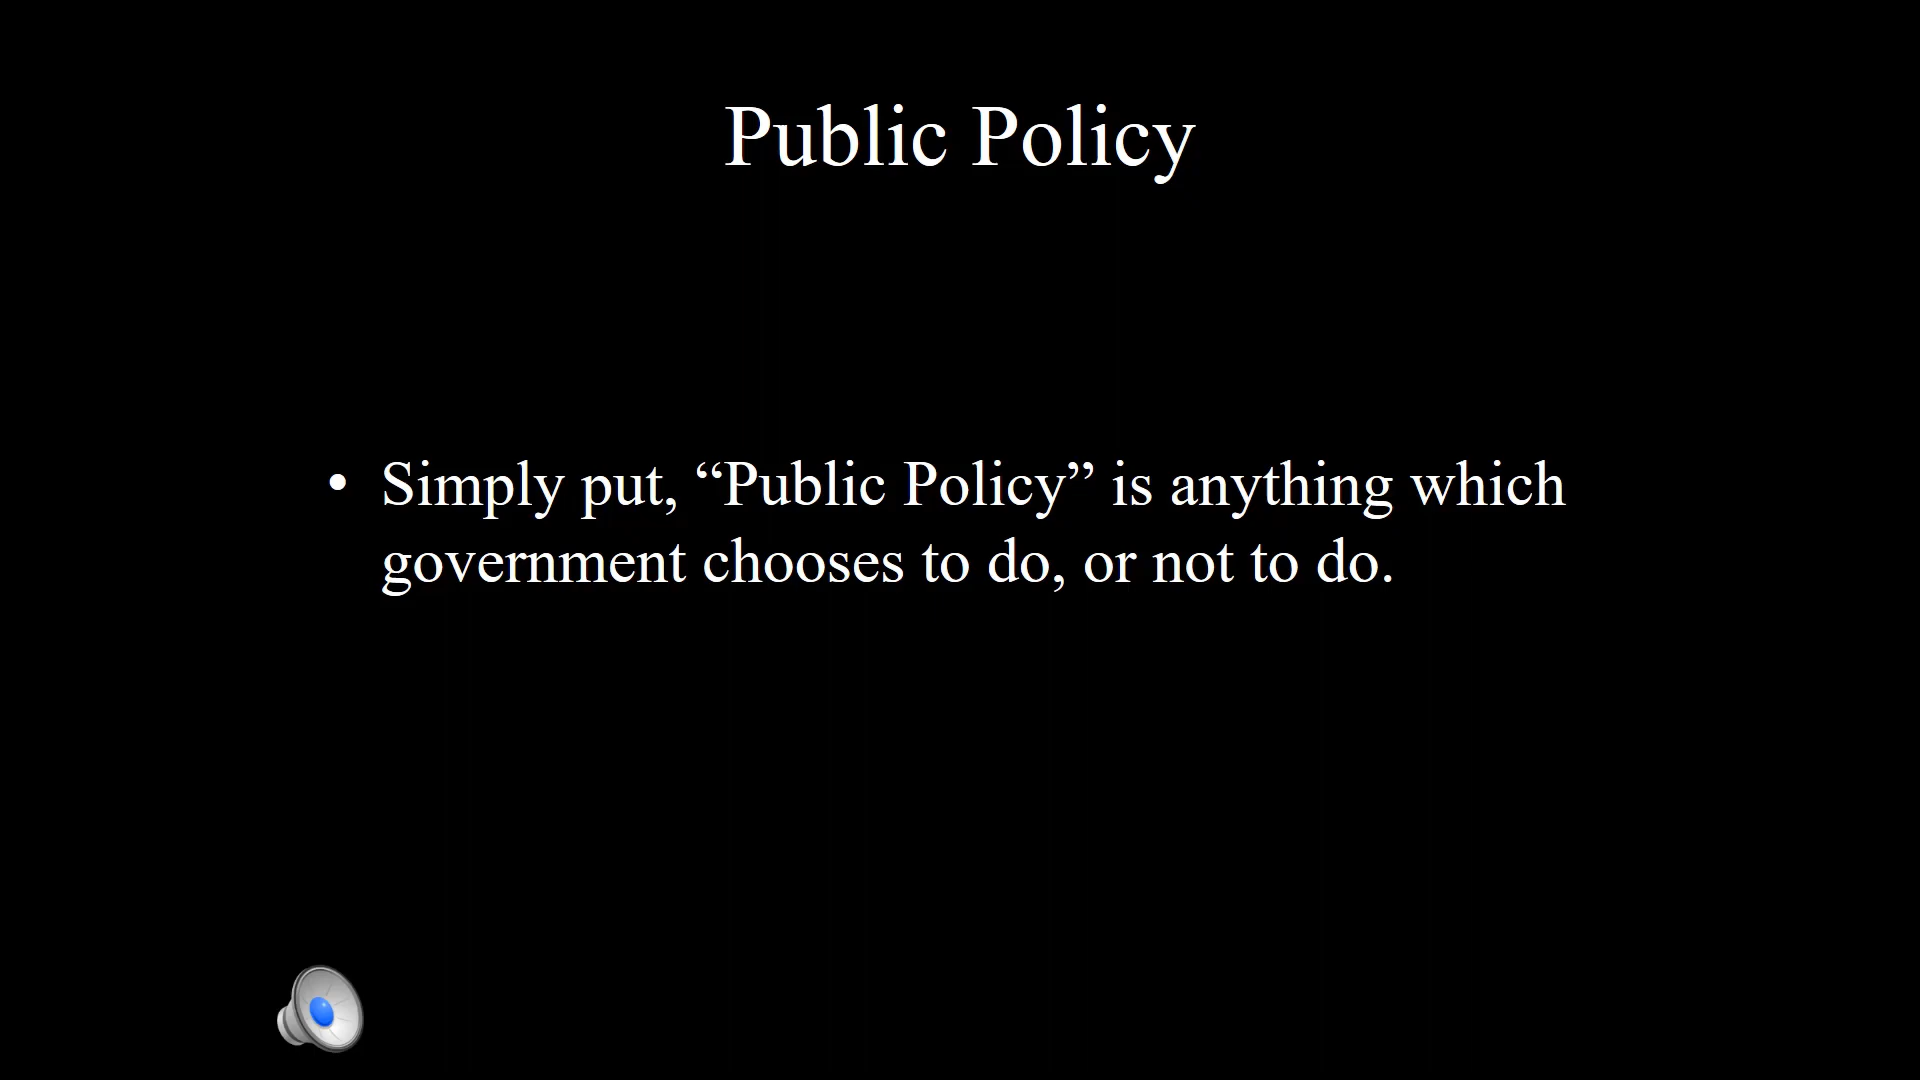 Public Policy
• Simply put, “Public Policy” is anything which
government chooses to do, or not to do.